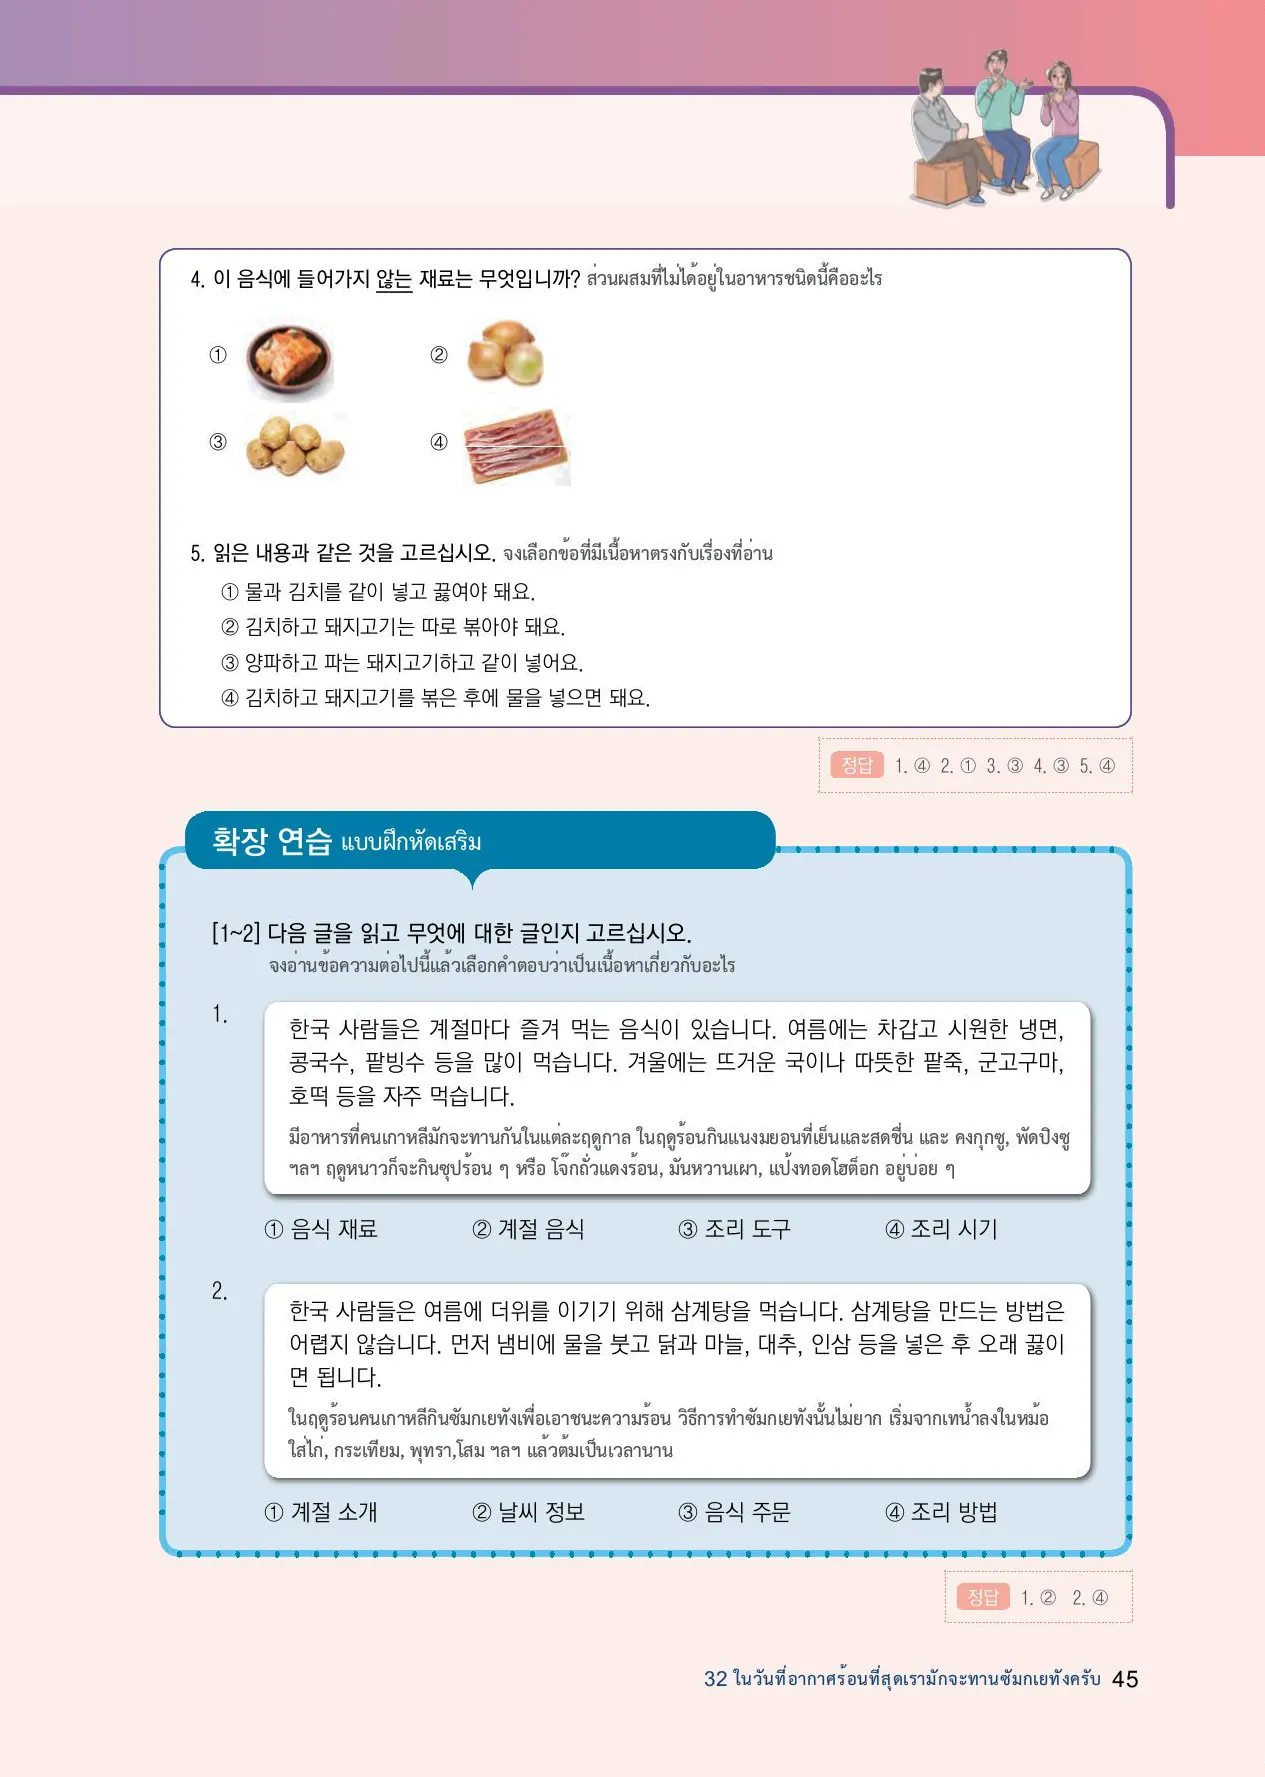 4. 이 음식에 들어가지 않는 재료는 무엇입니까? ส่วนผสมที่ไม่ได้อยู่ในอาหารชนิดนี้คืออะไร
① ②
③ ④
5. 읽은 내용과 같은 것을 고르십시오. จงเลือกข้อที่มีเนื้อหาตรงกับเรื่องที่อ่าน
① 물과 김치를 같이 넣고 끓여야 돼요.
② 김치하고 돼지고기는 따로 볶아야 돼요.
③ 양파하고 파는 돼지고기하고 같이 넣어요.
④ 김치하고 돼지고기를 볶은 후에 물을 넣으면 돼요.
정답 1. ④ 2. ① 3. ③ 4. ③ 5. ④
확장 연습 แบบฝึกหัดเสริม
[1~2] 다음 글을 읽고 무엇에 대한 글인지 고르십시오.
จงอ่านข้อความต่อไปนี้แล้วเลือกคำตอบว่าเป็นเนื้อหาเกี่ยวกับอะไร
1.
한국 사람들은 계절마다 즐겨 먹는 음식이 있습니다. 여름에는 차갑고 시원한 냉면,
콩국수, 팥빙수 등을 많이 먹습니다. 겨울에는 뜨거운 국이나 따뜻한 팥죽, 군고구마,
호떡 등을 자주 먹습니다.
มีอาหารที่คนเกาหลีมักจะทานกันในแต่ละฤดูกาล ในฤดูร้อนกินแนงมยอนที่เย็นและสดชื่น และ คงกุกซู, พัดปิงซู
ฯลฯ ฤดูหนาวก็จะกินซุปร้อน ๆ หรือ โจ๊กถั่วแดงร้อน, มันหวานเผา, แป้งทอดโฮต็อก อยู่บ่อย ๆ
① 음식 재료 ② 계절 음식 ③ 조리 도구 ④ 조리 시기
2.
한국 사람들은 여름에 더위를 이기기 위해 삼계탕을 먹습니다. 삼계탕을 만드는 방법은
어렵지 않습니다. 먼저 냄비에 물을 붓고 닭과 마늘, 대추, 인삼 등을 넣은 후 오래 끓이
면 됩니다.
ในฤดูร้อนคนเกาหลีกินซัมกเยทังเพื่อเอาชนะความร้อน วิธีการทำซัมกเยทังนั้นไม่ยาก เริ่มจากเทน้ำลงในหม้อ
ใส่ไก่, กระเทียม, พุทรา,โสม ฯลฯ แล้วต้มเป็นเวลานาน
① 계절 소개 ② 날씨 정보 ③ 음식 주문 ④ 조리 방법
정답 1. ② 2. ④
32 ในวันที่อากาศร้อนที่สุดเรามักจะทานซัมกเยทังครับ 45